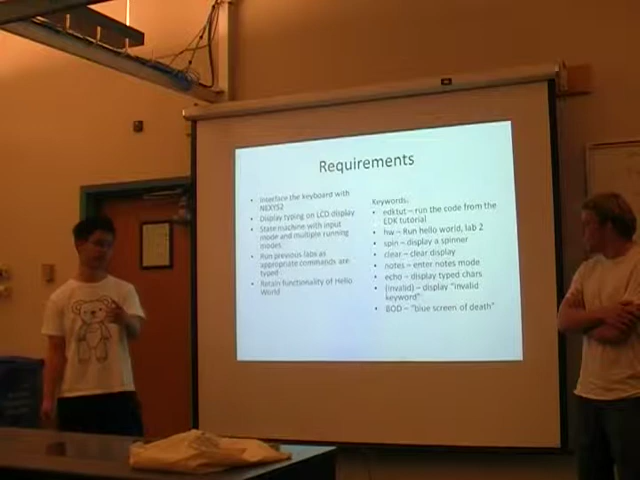 Requirements
• Interface the keyboard with
NEXYS2
• Display typing on LCD display
• State machine with input
mode and multiple running
modes
• Run previous labs as
appropriate commands are
typed
• Retain functionality of Hello
World
Keywords:
• edktut – run the code from the
EDK tutorial
• hw – Run hello world, lab 2
• spin – display a spinner
• clear – clear display
• notes – enter notes mode
• echo – display typed chars
• (invalid) – display "invalid
keyword"
• BOD – "blue screen of death"